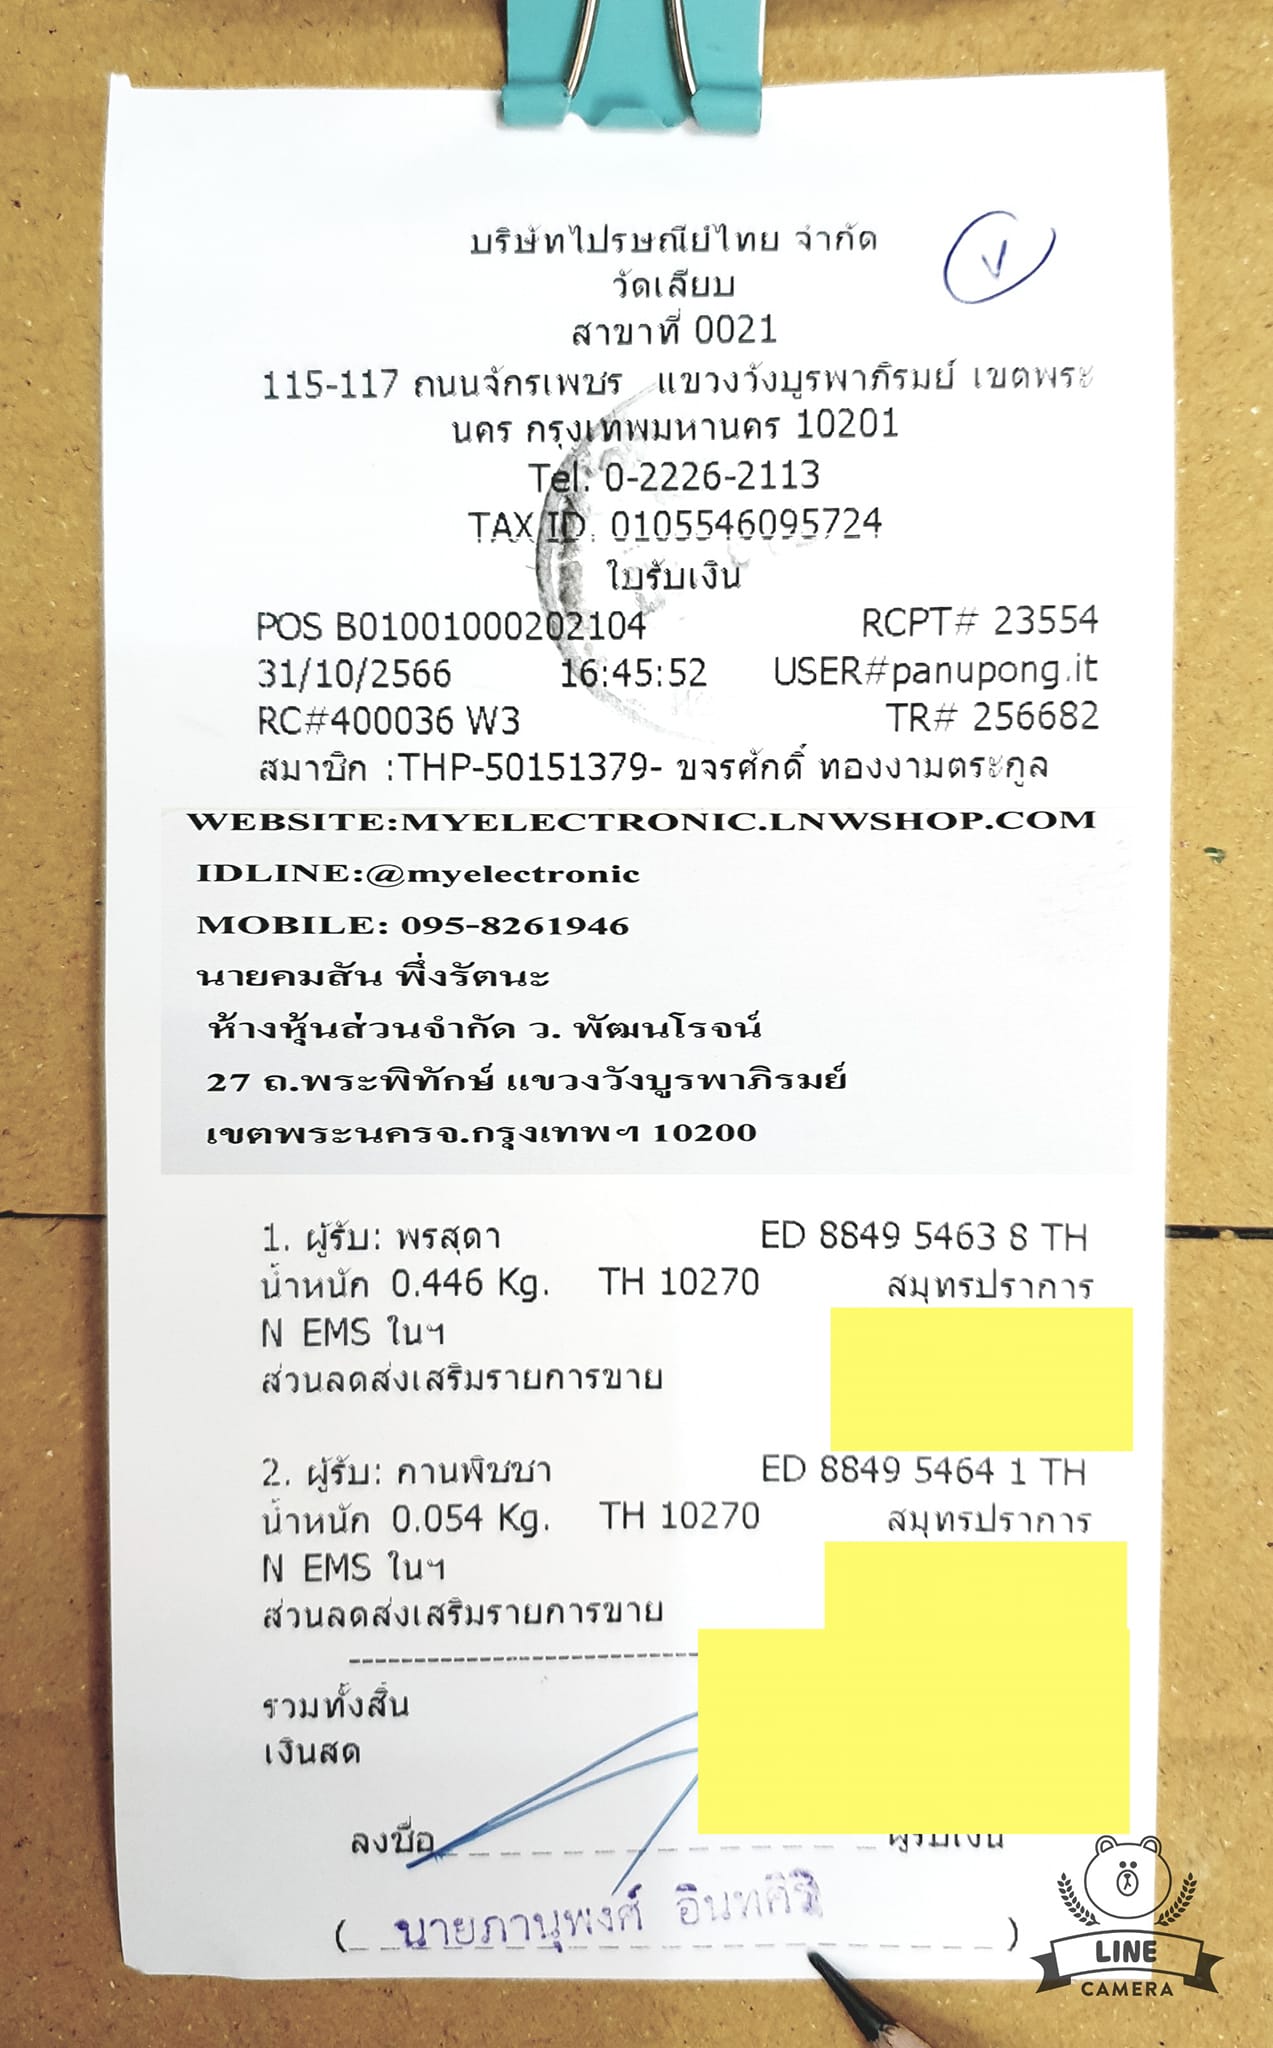 บริษัทไปรษณีย์ไทย จำกัด
วัดเลียบ
สาขาที่ 0021
115-117 ถนนจักรเพชร แขวงวังบูรพาภิรมย์ เขตพระ
นคร กรุงเทพมหานคร 10201
Tel. 0-2226-2113
TAX ID. 0105546095724
ใบรับเงิน
POS B01001000202104 RCPT# 23554
31/10/2566 16:45:52 USER#panupong.it
RC#400036 W3 TR# 256682
สมาชิก :THP-50151379- ขจรศักดิ์ ทองงามตระกูล
WEBSITE:MYELECTRONIC.LNWSHOP.COM
IDLINE:@myelectronic
MOBILE: 095-8261946
นายคมสัน พึ่งรัตนะ
ห้างหุ้นส่วนจำกัด ว. พัฒนโรจน์
27 ถ.พระพิทักษ์ แขวงวังบูรพาภิรมย์
เขตพระนครจ.กรุงเทพฯ 10200
1. ผู้รับ: พรสุดา ED 8849 5463 8 TH
น้ำหนัก 0.446 Kg. TH 10270 สมุทรปราการ
N EMS ในฯ
ส่วนลดส่งเสริมรายการขาย
2. ผู้รับ: กานพิชชา ED 8849 5464 1 TH
น้ำหนัก 0.054 Kg. TH 10270 สมุทรปราการ
N EMS ในฯ
ส่วนลดส่งเสริมรายการขาย
รวมทั้งสิ้น
เงินสด
ลงชื่อ ผู้รับเงิน
( นายภานุพงศ์ อินทคีรี )
LINE
CAMERA